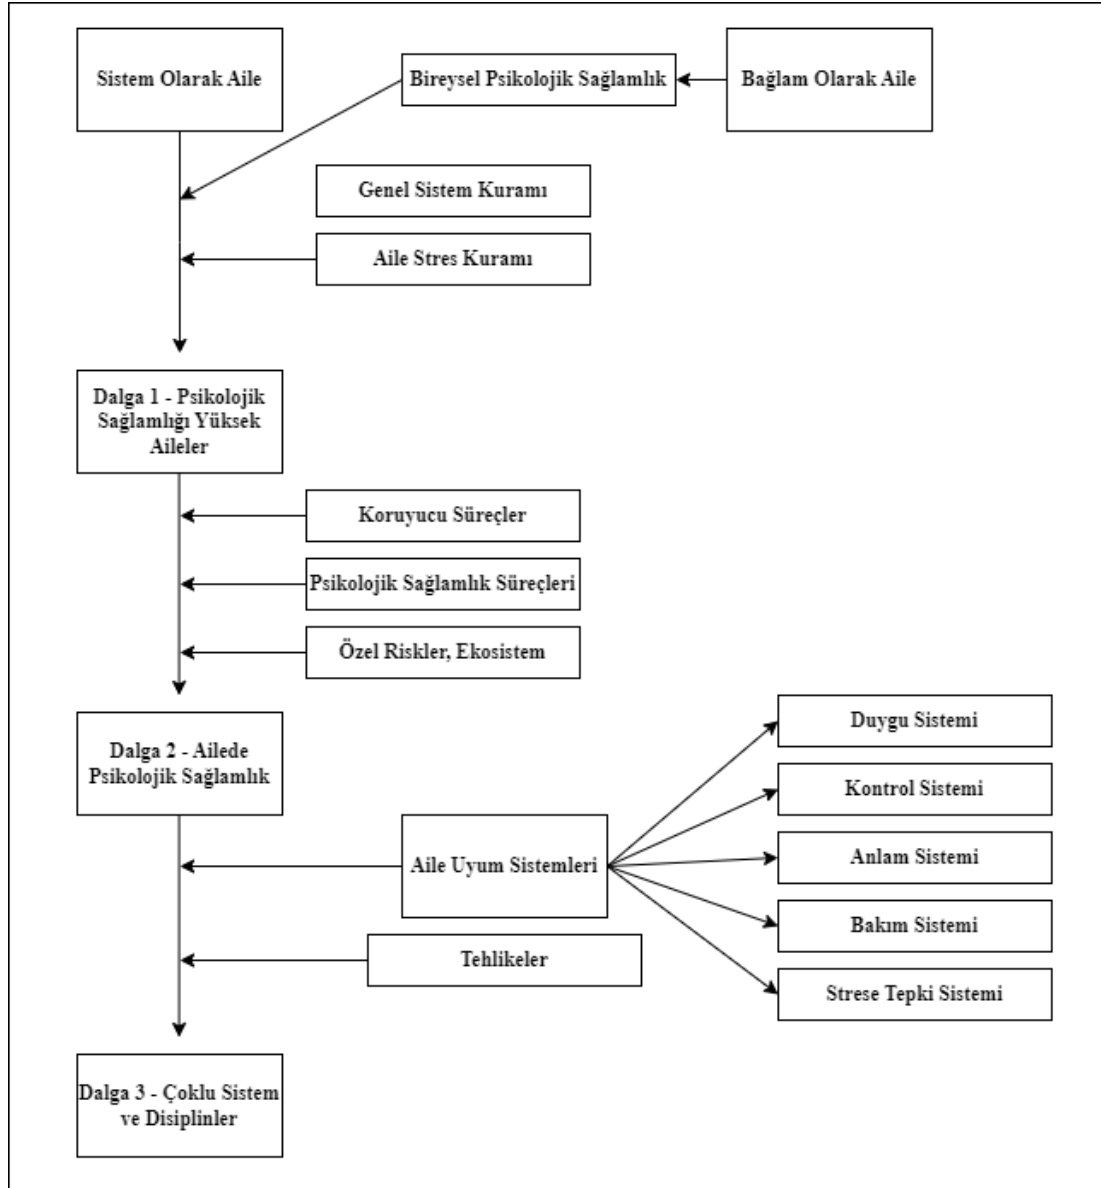 Sistem Olarak Aile
Bireysel Psikolojik Sağlamlık
Bağlam Olarak Aile
Genel Sistem Kuramı
Aile Stres Kuramı
Dalga 1 - Psikolojik
Sağlamlığı Yüksek
Aileler
Koruyucu Süreçler
Psikolojik Sağlamlık Süreçleri
Özel Riskler, Ekosistem
Dalga 2 - Ailede
Psikolojik Sağlamlık
Aile Uyum Sistemleri
Duygu Sistemi
Kontrol Sistemi
Anlam Sistemi
Bakım Sistemi
Strese Tepki Sistemi
Tehlikeler
Dalga 3 - Çoklu Sistem
ve Disiplinler